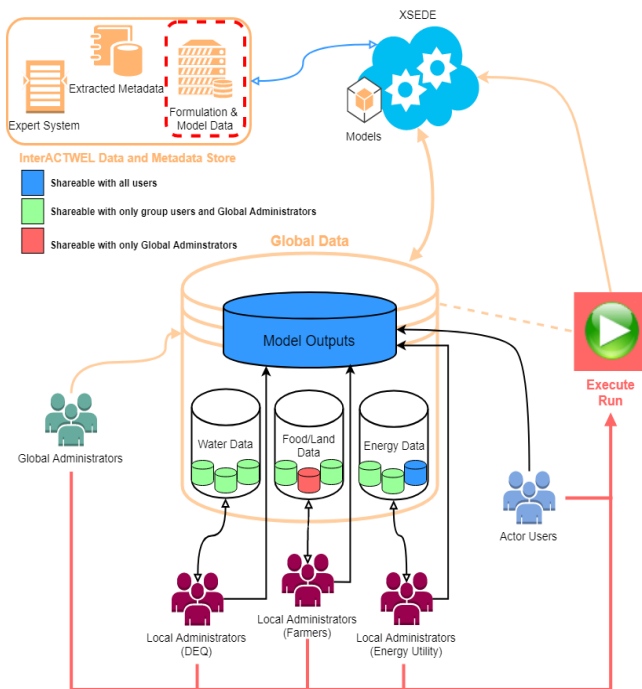 XSEDE
Extracted Metadata
Formulation &
Model Data
Expert System
Models
InterACTWEL Data and Metadata Store
Shareable with all users
Shareable with only group users and Global Administrators
Shareable with only Global Adminstrators
Global Data
Model Outputs
Execute
Run
Water Data
Food/Land
Data
Energy Data
Global Administrators
Actor Users
Local Administrators
(DEQ)
Local Administrators
(Farmers)
Local Administrators
(Energy Utility)